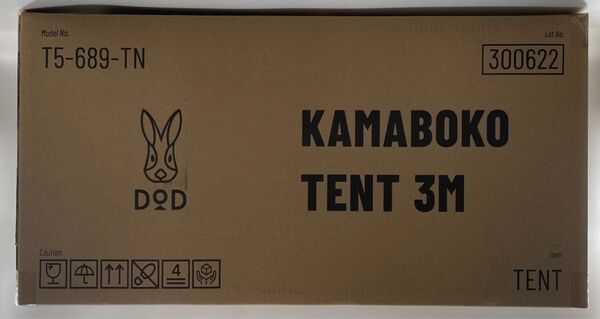 Model No.
T5-689-TN
Lot No.
300622
KAMABOKO
TENT 3M
DOD
Caution
4
Item
TENT